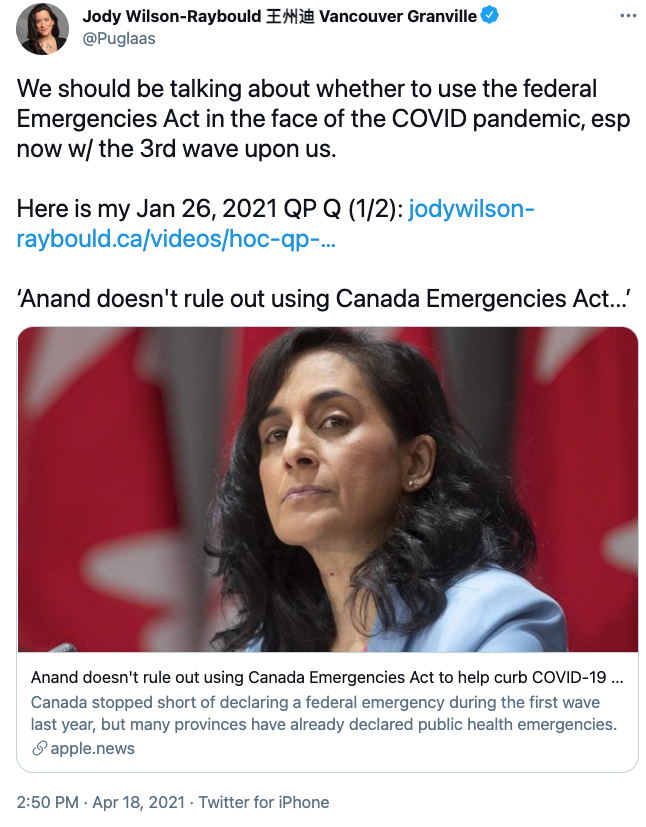 Jody Wilson-Raybould 王州迪 Vancouver Granville
@Puglaas
We should be talking about whether to use the federal
Emergencies Act in the face of the COVID pandemic, esp
now w/ the 3rd wave upon us.
Here is my Jan 26, 2021 QP Q (1/2): jodywilson-
raybould.ca/videos/hoc-qp-...
‘Anand doesn't rule out using Canada Emergencies Act...’
Anand doesn't rule out using Canada Emergencies Act to help curb COVID-19 ...
Canada stopped short of declaring a federal emergency during the first wave
last year, but many provinces have already declared public health emergencies.
apple.news
2:50 PM · Apr 18, 2021 · Twitter for iPhone